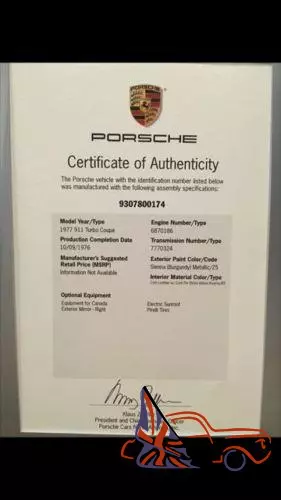 PORSCHE
Certificate of Authenticity
The Porsche vehicle with the identification number listed below
was manufactured with the following assembly specifications:
9307800174
Model Year/Type
1977 911 Turbo Coupe
Production Completion Date
10/09/1976
Manufacturer's Suggested
Retail Price (MSRP)
Information Not Available
Engine Number/Type
6870186
Transmission Number/Type
7770324
Exterior Paint Color/Code
Sienna (Burgundy) Metallic/Z5
Interior Material Color/Type
Optional Equipment
Equipment for Canada
Exterior Mirror - Right
Electric Sunroof
Pirelli Tires
Klaus
President and Chief Officer
Porsche Cars Inc.